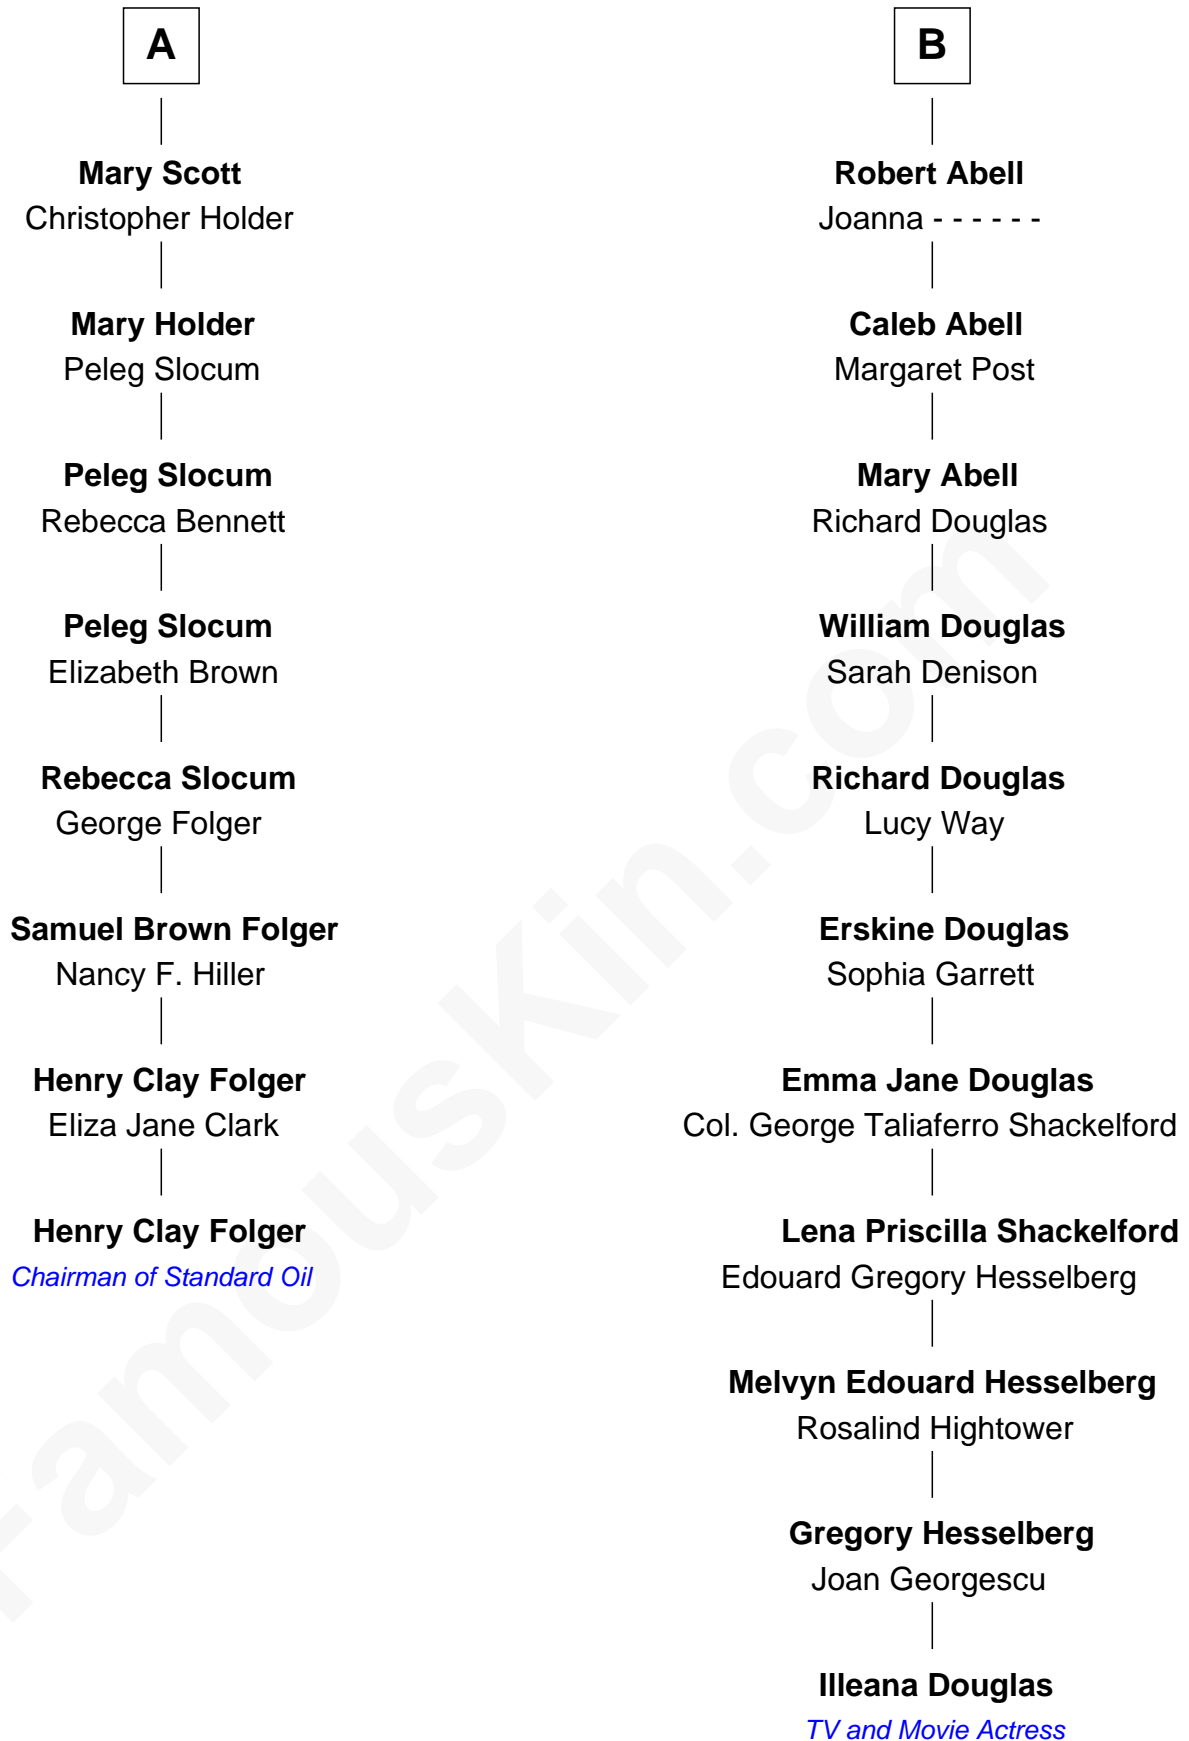 A
Mary Scott
Christopher Holder
Mary Holder
Peleg Slocum
Peleg Slocum
Rebecca Bennett
Peleg Slocum
Elizabeth Brown
Rebecca Slocum
George Folger
Samuel Brown Folger
Nancy F. Hiller
Henry Clay Folger
Eliza Jane Clark
Henry Clay Folger
Chairman of Standard Oil
B
Robert Abell
Joanna - - - - - -
Caleb Abell
Margaret Post
Mary Abell
Richard Douglas
William Douglas
Sarah Denison
Richard Douglas
Lucy Way
Erskine Douglas
Sophia Garrett
Emma Jane Douglas
Col. George Taliaferro Shackelford
Lena Priscilla Shackelford
Edouard Gregory Hesselberg
Melvyn Edouard Hesselberg
Rosalind Hightower
Gregory Hesselberg
Joan Georgescu
Illeana Douglas
TV and Movie Actress
FamousKin.com